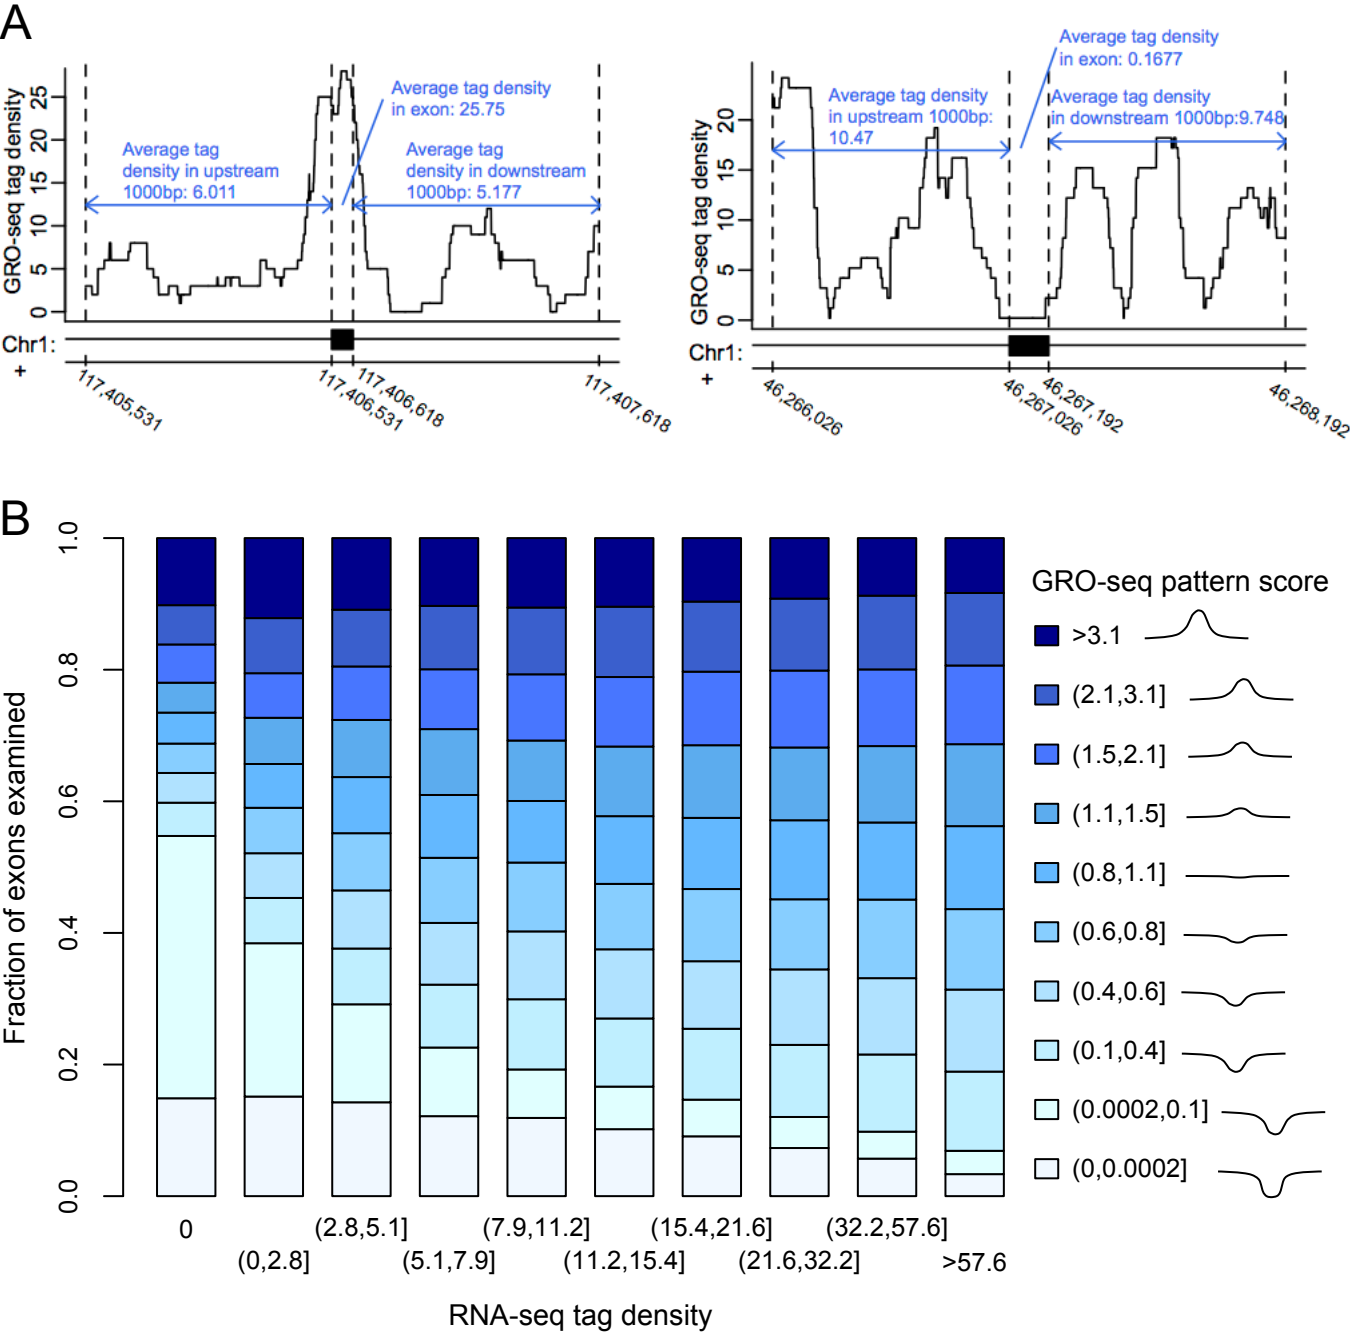 A
GRO-seq tag density
0
5
10
15
20
25
Average tag
density in upstream
1000bp: 6.011
Average tag density
in exon: 25.75
Average tag
density in downstream
1000bp: 5.177
Chr1:
+
117,405,531
117,406,531
117,406,618
117,407,618
GRO-seq tag density
0
5
10
15
20
Average tag density
in upstream 1000bp:
10.47
Average tag density
in exon: 0.1677
Average tag density
in downstream 1000bp:9.748
Chr1:
+
46,266,026
46,267,026
46,267,192
46,268,192
B
Fraction of exons examined
0.0
0.2
0.4
0.6
0.8
1.0
0
(0,2.8]
(2.8,5.1]
(5.1,7.9]
(7.9,11.2]
(11.2,15.4]
(15.4,21.6]
(21.6,32.2]
(32.2,57.6]
>57.6
RNA-seq tag density
GRO-seq pattern score
>3.1
(2.1,3.1]
(1.5,2.1]
(1.1,1.5]
(0.8,1.1]
(0.6,0.8]
(0.4,0.6]
(0.1,0.4]
(0.0002,0.1]
(0,0.0002]